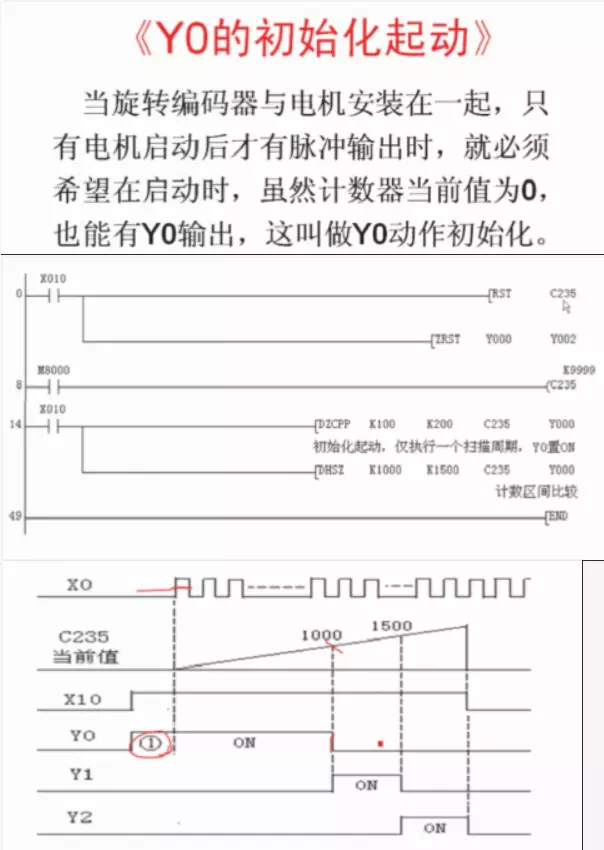 《Y0的初始化起动》
当旋转编码器与电机安装在一起，只
有电机启动后才有脉冲输出时，就必须
希望在启动时，虽然计数器当前值为0，
也能有Y0输出，这叫做Y0动作初始化。
X010
0 [RST C235
[ZRST Y000 Y002
M8000 K9999
8 (C235
X010
14 [DZCPP K100 K200 C235 Y000
初始化起动，仅执行一个扫描周期，Y0置ON
[DHSZ K1000 K1500 C235 Y000
计数区间比较
49 [END
X0
C235
当前值
1000 1500
X10
Y0 ① ON
Y1 ON
Y2 ON